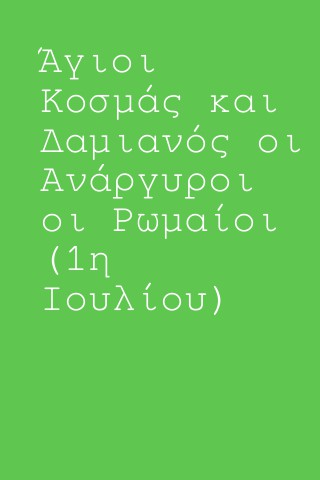 Άγιοι
Κοσμάς και
Δαμιανός οι
Ανάργυροι
οι Ρωμαίοι
(1η
Ιουλίου)